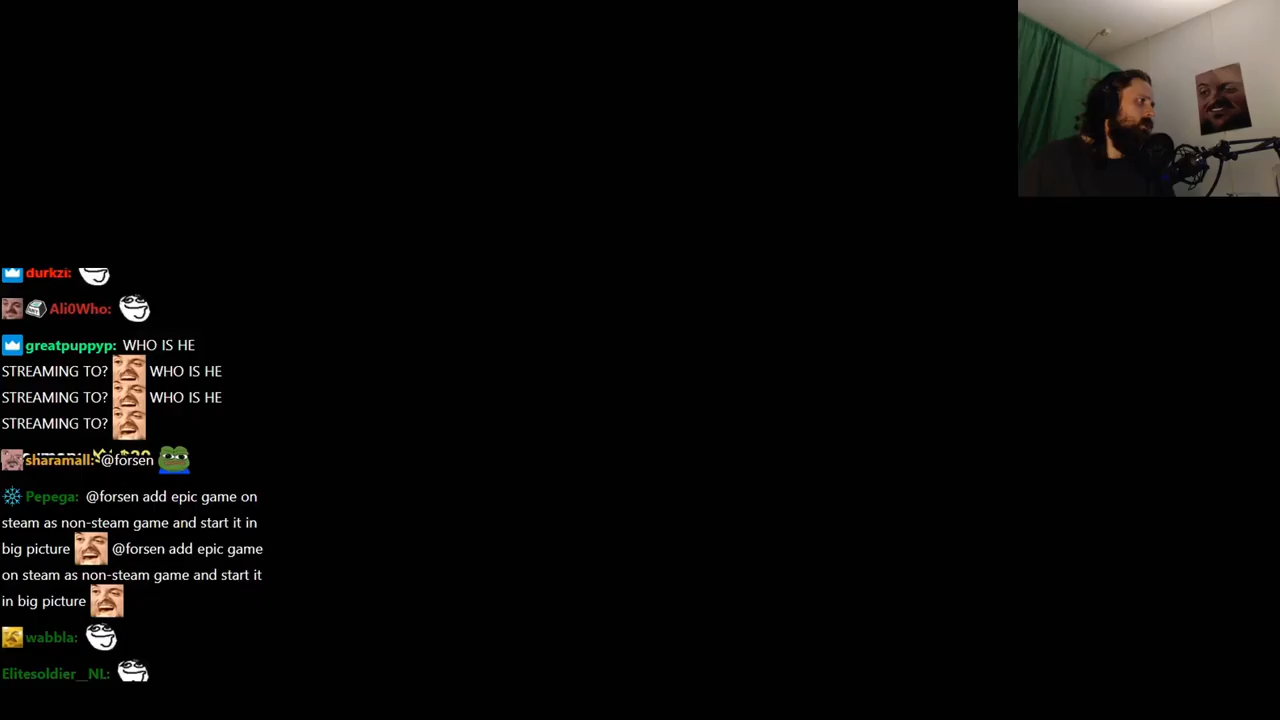 durkzi:
Ali0Who:
greatpuppyp: WHO IS HE
STREAMING TO? WHO IS HE
STREAMING TO? WHO IS HE
STREAMING TO?
sharamall: @forsen
Pepega: @forsen add epic game on
steam as non-steam game and start it in
big picture @forsen add epic game
on steam as non-steam game and start it
in big picture
wabbla:
Elitesoldier__NL: